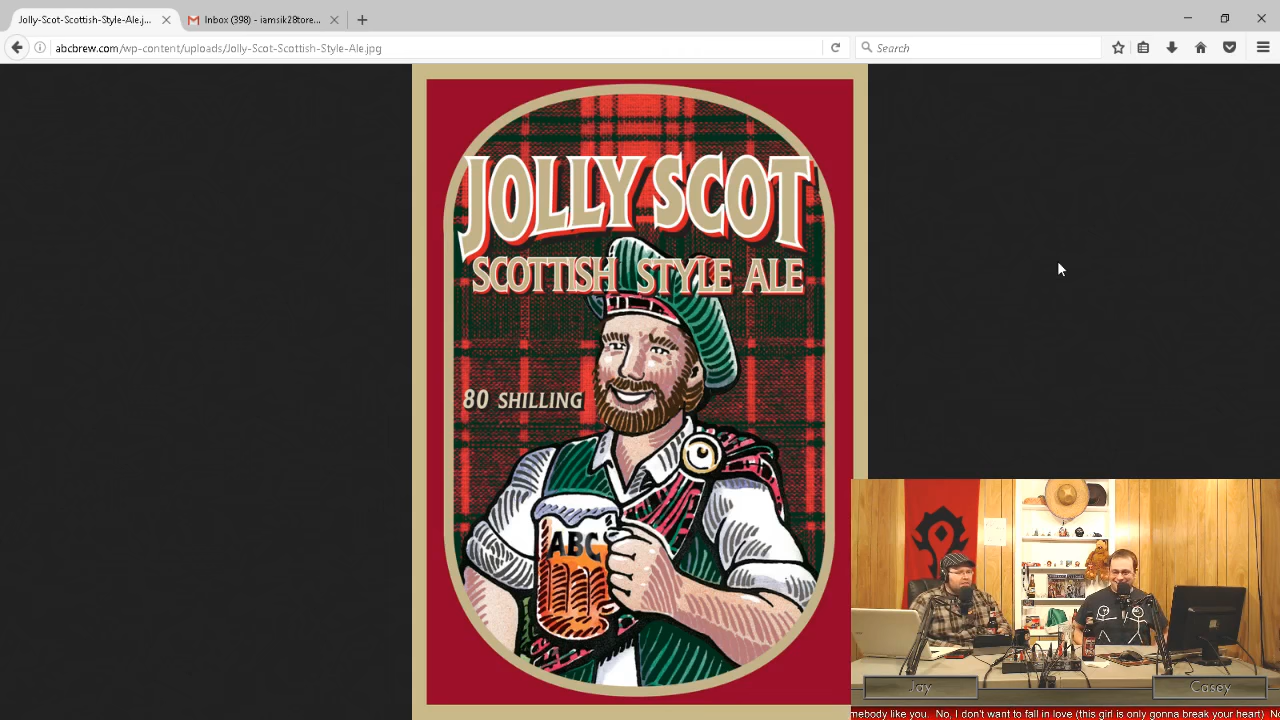 Jolly-Scot-Scottish-Style-Ale.j...
Inbox (398) - iamsik28tore...
abcbrew.com/wp-content/uploads/Jolly-Scot-Scottish-Style-Ale.jpg
Search
JOLLY SCOT
SCOTTISH STYLE ALE
80 SHILLING
ABC
Jay
Casey
mebody like you. No, I don't want to fall in love (this girl is only gonna break your heart) No